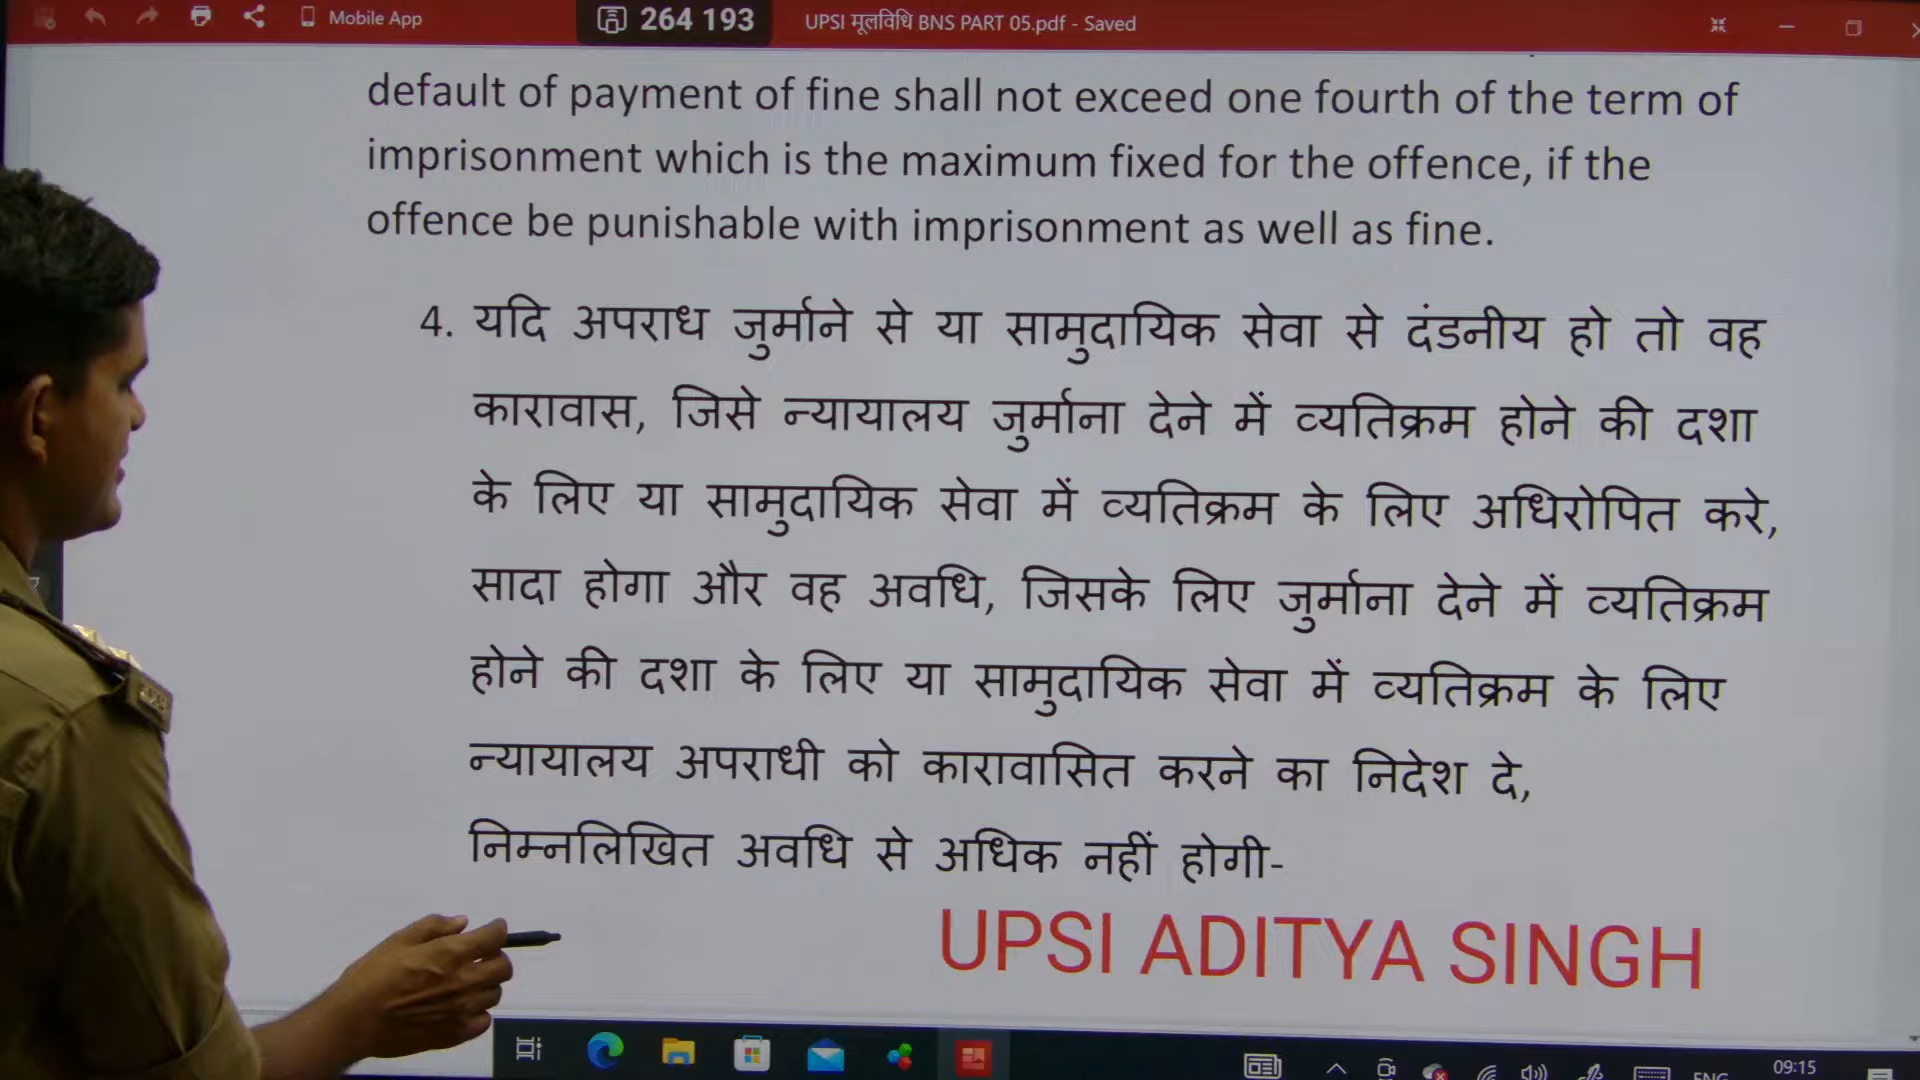 Mobile App
264 193
UPSI मूलविधि BNS PART 05.pdf - Saved
default of payment of fine shall not exceed one fourth of the term of
imprisonment which is the maximum fixed for the offence, if the
offence be punishable with imprisonment as well as fine.
4. यदि अपराध जुर्माने से या सामुदायिक सेवा से दंडनीय हो तो वह
कारावास, जिसे न्यायालय जुर्माना देने में व्यतिक्रम होने की दशा
के लिए या सामुदायिक सेवा में व्यतिक्रम के लिए अधिरोपित करे,
सादा होगा और वह अवधि, जिसके लिए जुर्माना देने में व्यतिक्रम
होने की दशा के लिए या सामुदायिक सेवा में व्यतिक्रम के लिए
न्यायालय अपराधी को कारावासित करने का निदेश दे,
निम्नलिखित अवधि से अधिक नहीं होगी-
UPSI ADITYA SINGH
ENG
09:15